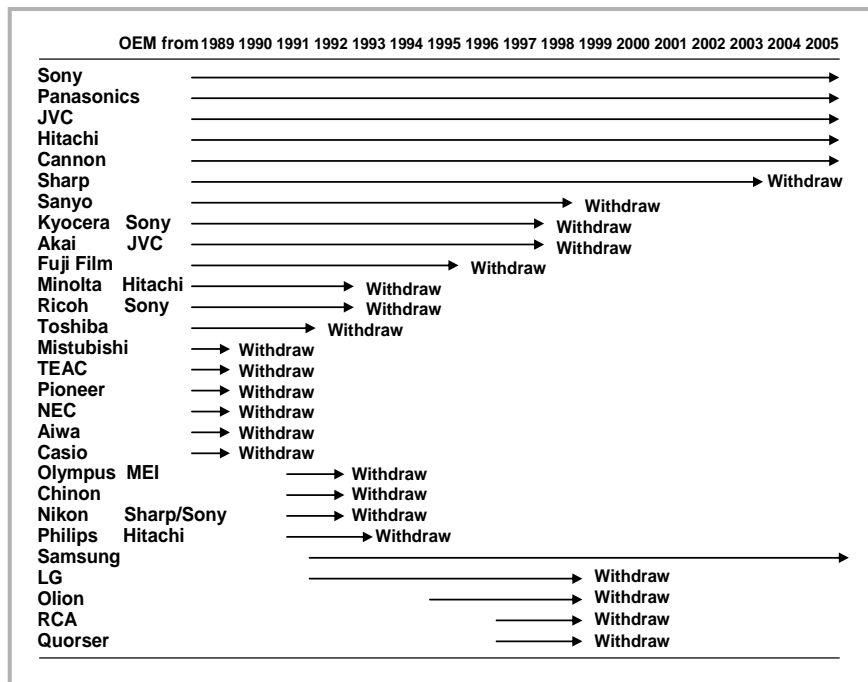 OEM from 1989 1990 1991 1992 1993 1994 1995 1996 1997 1998 1999 2000 2001 2002 2003 2004 2005
Sony
Panasonics
JVC
Hitachi
Cannon
Sharp Withdraw
Sanyo Withdraw
Kyocera Sony Withdraw
Akai JVC Withdraw
Fuji Film Withdraw
Minolta Hitachi Withdraw
Ricoh Sony Withdraw
Toshiba Withdraw
Mistubishi Withdraw
TEAC Withdraw
Pioneer Withdraw
NEC Withdraw
Aiwa Withdraw
Casio Withdraw
Olympus MEI Withdraw
Chinon Withdraw
Nikon Sharp/Sony Withdraw
Philips Hitachi Withdraw
Samsung
LG Withdraw
Olion Withdraw
RCA Withdraw
Quorser Withdraw